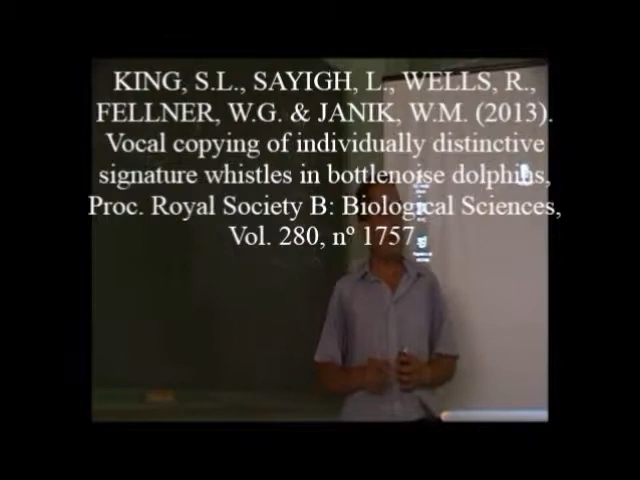 KING, S.L., SAYIGH, L., WELLS, R.,
FELLNER, W.G. & JANIK, W.M. (2013).
Vocal copying of individually distinctive
signature whistles in bottlenoise dolphins,
Proc. Royal Society B: Biological Sciences,
Vol. 280, nº 1757.